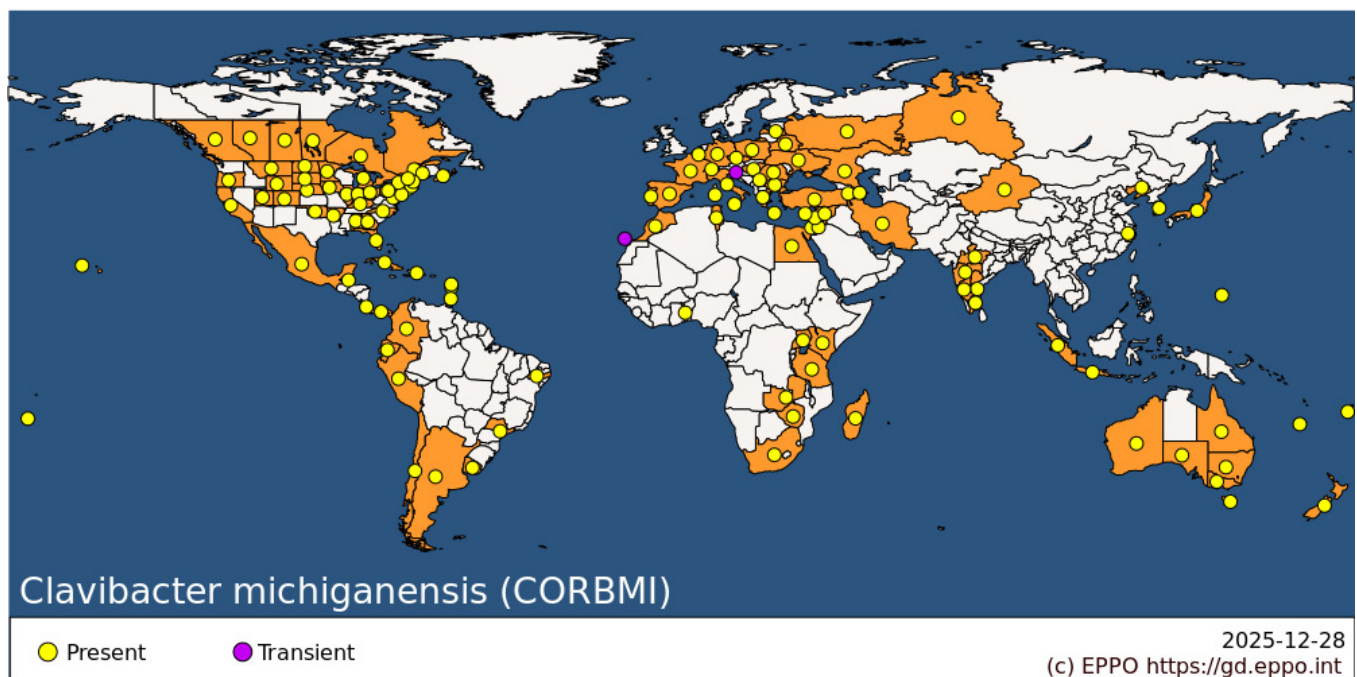 Clavibacter michiganensis (CORBMI)
Present
Transient
2025-12-28
(c) EPPO https://gd.eppo.int